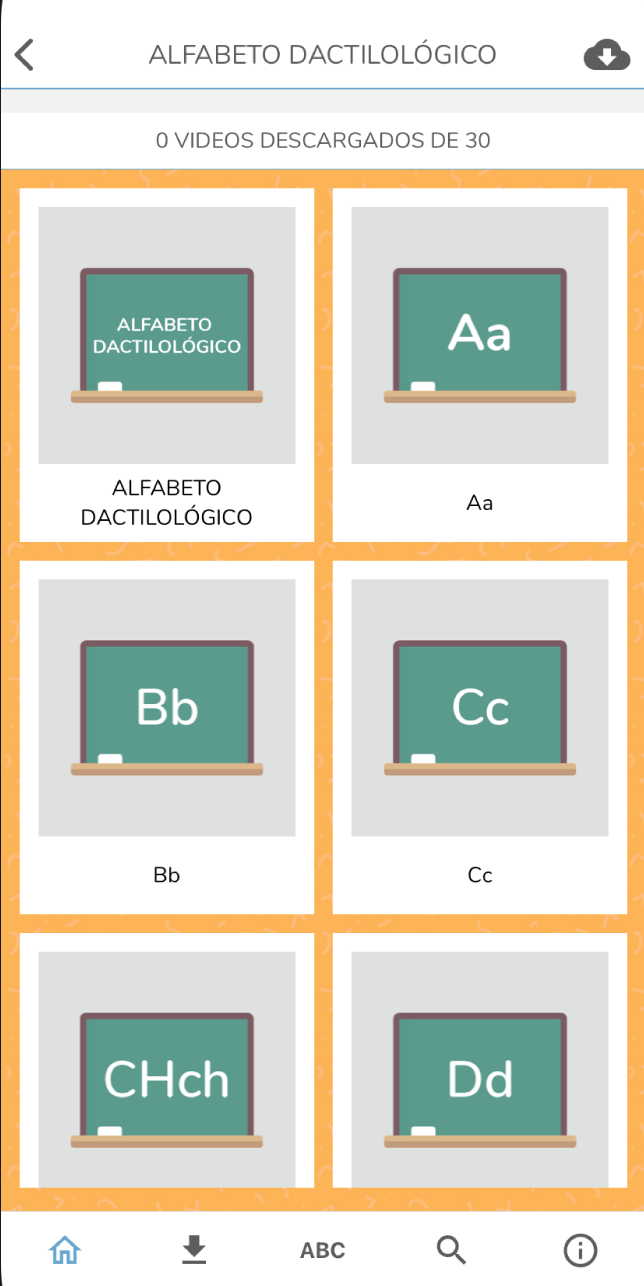 ALFABETO DACTILOLÓGICO
0 VIDEOS DESCARGADOS DE 30
ALFABETO
DACTILOLÓGICO
Aa
ALFABETO
DACTILOLÓGICO
Aa
Bb
Cc
Bb
Cc
CHch
Dd
ABC